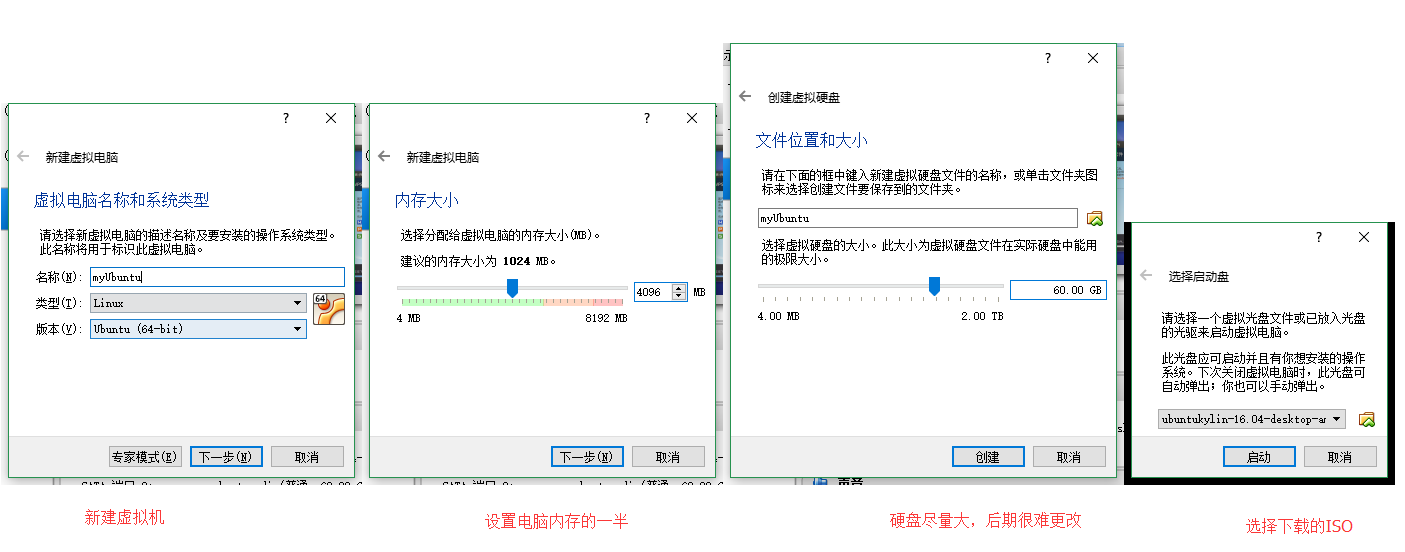 ?
新建虚拟电脑
虚拟电脑名称和系统类型
请选择新虚拟电脑的描述名称及要安装的操作系统类型。
此名称将用于标识此虚拟电脑。
名称(N): myUbuntu
类型(T): Linux
64
版本(V): Ubuntu (64-bit)
专家模式(E) 下一步(N) 取消
新建虚拟机
?
新建虚拟电脑
内存大小
选择分配给虚拟电脑的内存大小(MB)。
建议的内存大小为 1024 MB。
4096 MB
4 MB 8192 MB
下一步(N) 取消
设置电脑内存的一半
?
创建虚拟硬盘
文件位置和大小
请在下面的框中键入新建虚拟硬盘文件的名称，或单击文件夹图
标来选择创建文件要保存到的文件夹。
myUbuntu
选择虚拟硬盘的大小。此大小为虚拟硬盘文件在实际硬盘中能用
的极限大小。
60.00 GB
4.00 MB 2.00 TB
创建 取消
声音
硬盘尽量大，后期很难更改
?
选择启动盘
请选择一个虚拟光盘文件或已放入光盘
的光驱来启动虚拟电脑。
此光盘应可启动并且有你想安装的操作
系统。下次关闭虚拟电脑时，此光盘可
自动弹出；你也可以手动弹出。
ubuntukylin-16.04-desktop-
启动 取消
选择下载的ISO